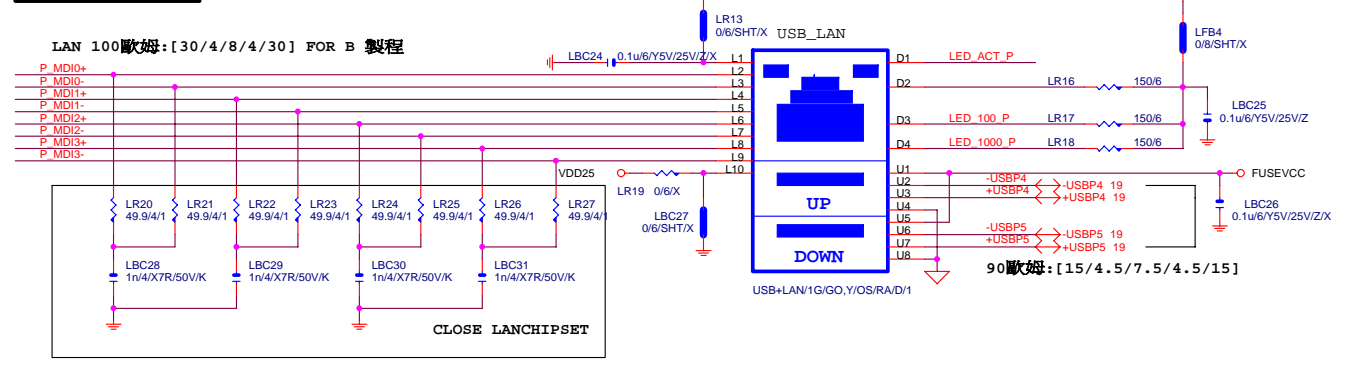 LR13
0/6/SHT/X
USB_LAN
LFB4
0/8/SHT/X
LAN 100歐姆:[30/4/8/4/30] FOR B 製程
LBC24
0.1u/6/Y5V/25V/Z/X
P_MDI0+
P_MDI0-
P_MDI1+
P_MDI1-
P_MDI2+
P_MDI2-
P_MDI3+
P_MDI3-
L1
L2
L3
L4
L5
L6
L7
L8
L9
L10
D1
D2
D3
D4
U1
U2
U3
U4
U5
U6
U7
U8
UP
DOWN
USB+LAN/1G/GO,Y/OS/RA/D/1
LED_ACT_P
LR16
150/6
LED_100_P
LR17
150/6
LED_1000_P
LR18
150/6
LBC25
0.1u/6/Y5V/25V/Z
FUSEVCC
LBC26
0.1u/6/Y5V/25V/Z/X
-USBP4
-USBP4 19
+USBP4
+USBP4 19
-USBP5
-USBP5 19
+USBP5
+USBP5 19
90歐姆:[15/4.5/7.5/4.5/15]
VDD25
LR19 0/6/X
LBC27
0/6/SHT/X
LR20
49.9/4/1
LR21
49.9/4/1
LR22
49.9/4/1
LR23
49.9/4/1
LR24
49.9/4/1
LR25
49.9/4/1
LR26
49.9/4/1
LR27
49.9/4/1
LBC28
1n/4/X7R/50V/K
LBC29
1n/4/X7R/50V/K
LBC30
1n/4/X7R/50V/K
LBC31
1n/4/X7R/50V/K
CLOSE LANCHIPSET